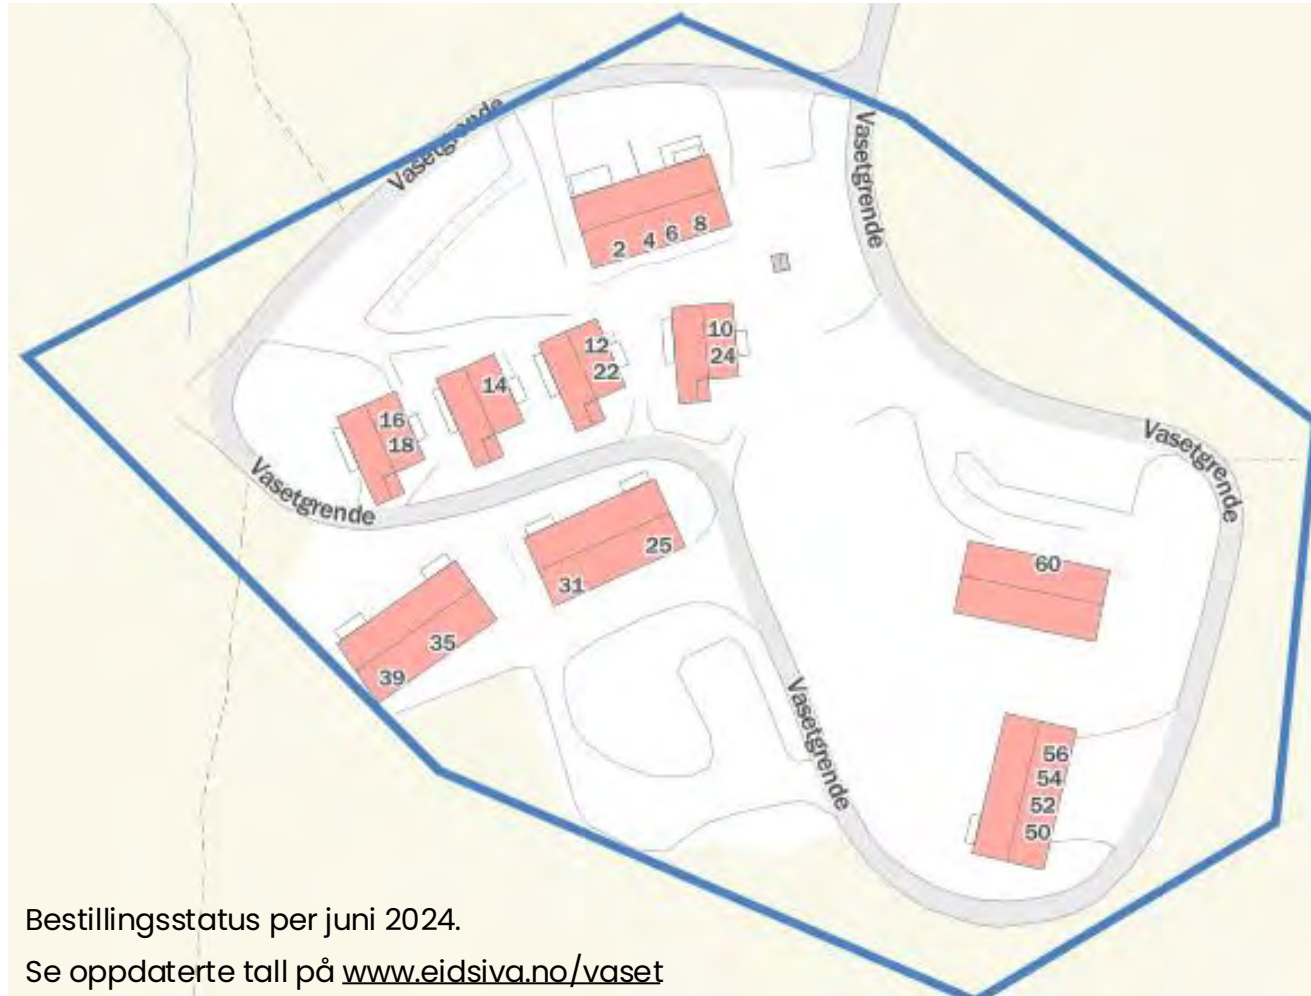 Vasetgrende
Vasetgrende
2 4 6 8
10
24
12
22
14
16
18
Vasetgrende
Vasetgrende
25
31
35
39
60
Vasetgrende
56
54
52
50
Bestillingsstatus per juni 2024.
Se oppdaterte tall på www.eidsiva.no/vaset